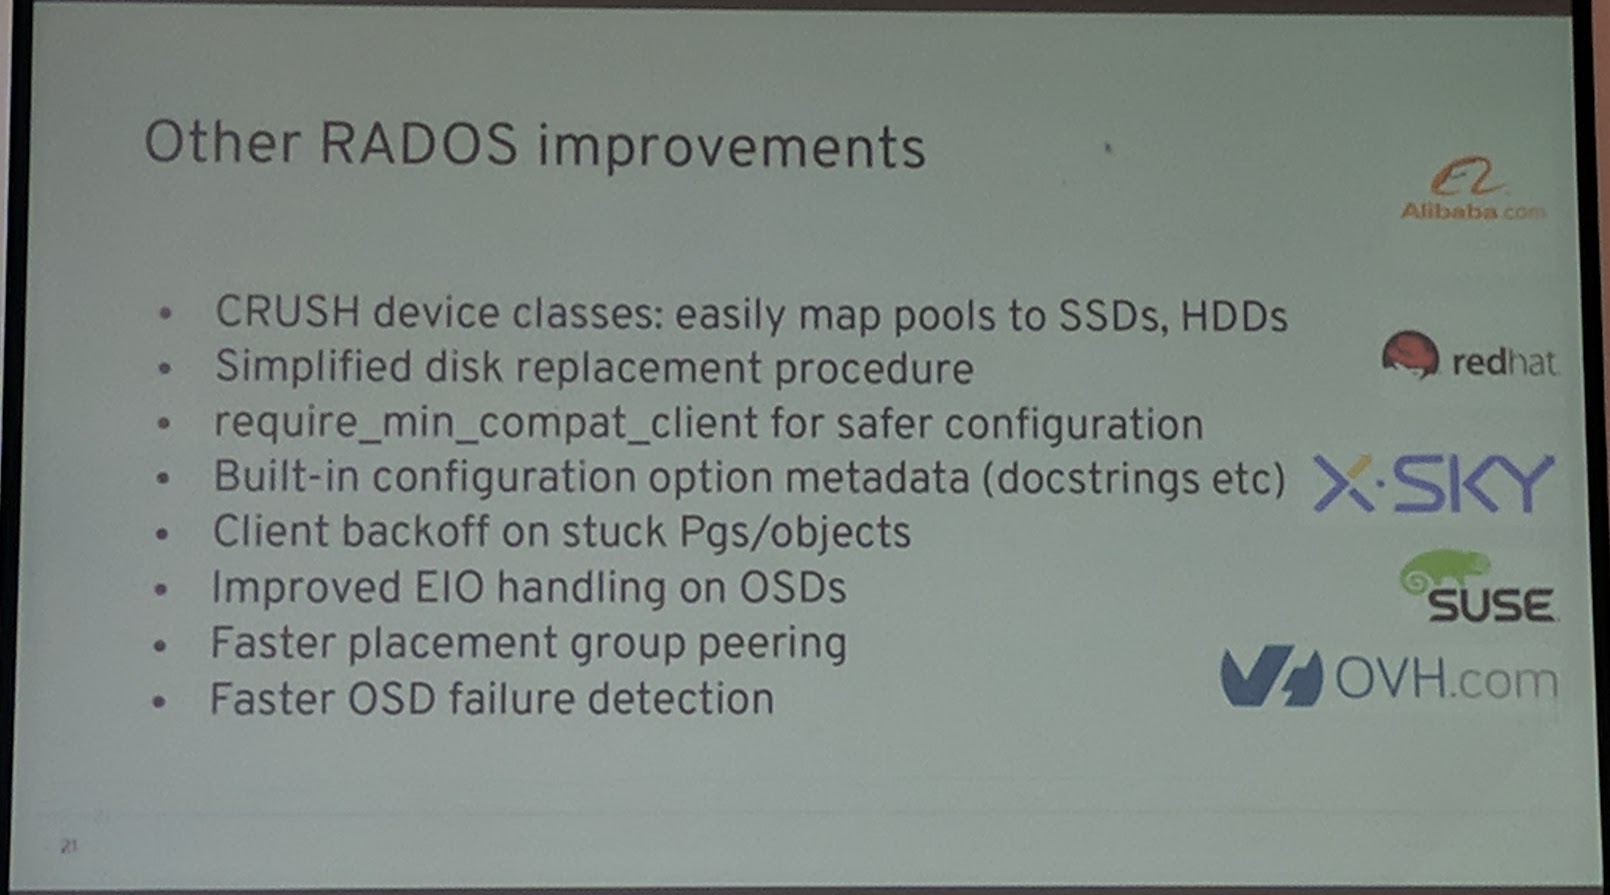 Other RADOS improvements
Alibaba.com
• CRUSH device classes: easily map pools to SSDs, HDDs
• Simplified disk replacement procedure
redhat.
• require_min_compat_client for safer configuration
• Built-in configuration option metadata (docstrings etc)
X·SKY
• Client backoff on stuck Pgs/objects
• Improved EIO handling on OSDs
SUSE
• Faster placement group peering
OVH.com
• Faster OSD failure detection
21